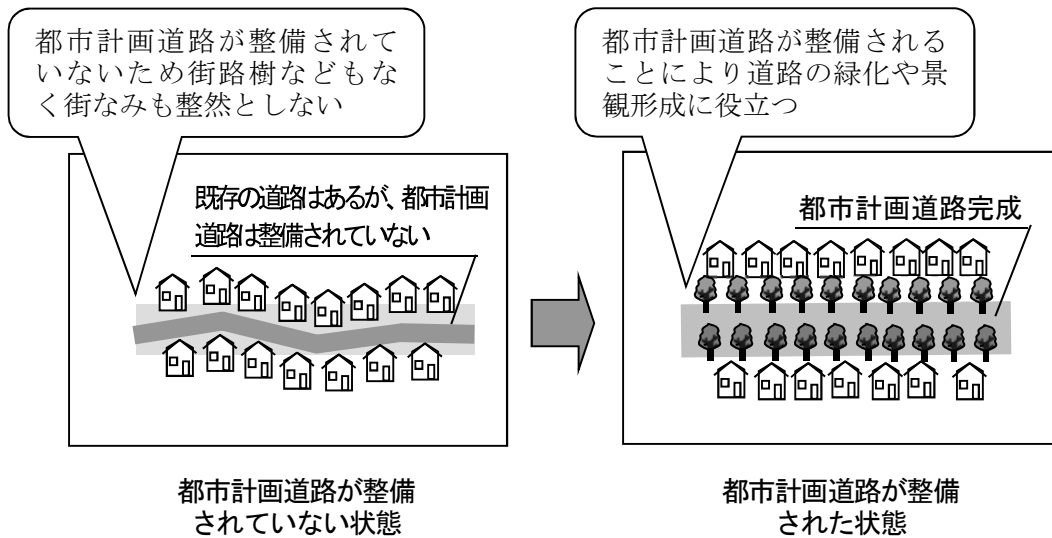 都市計画道路が整備されて
いないため街路樹などもな
く街なみも整然としない
既存の道路はあるが、都市計画
道路は整備されていない
都市計画道路が整備
されていない状態
都市計画道路が整備される
ことにより道路の緑化や景
観形成に役立つ
都市計画道路完成
都市計画道路が整備
された状態